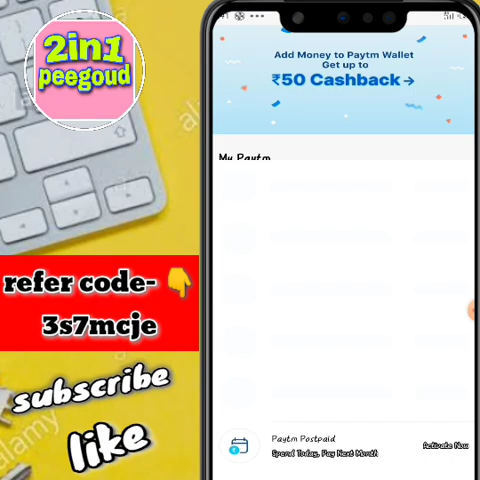 2in1
peegoud
refer code- 👇
3s7mcje
subscribe
like
alamy
Add Money to Paytm Wallet
Get up to
₹50 Cashback →
My Paytm
Paytm Postpaid
Spend Today, Pay Next Month
Activate Now